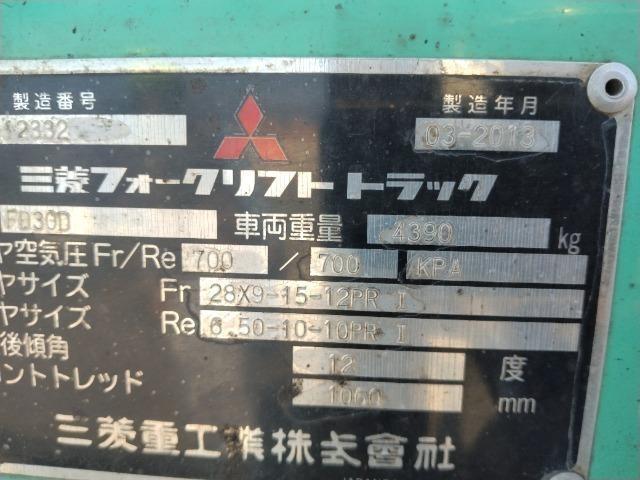 製造番号 製造年月
12332 03-2013
三菱フォークリフトトラック
FD30D 車両重量 4390 kg
ヤ空気圧 Fr/Re 700 / 700 /KPA
ヤサイズ Fr 28X9-15-12PR I
ヤサイズ Re 6.50-10-10PR I
後傾角 12 度
ントトレッド 1060 mm
三菱重工業株式會社